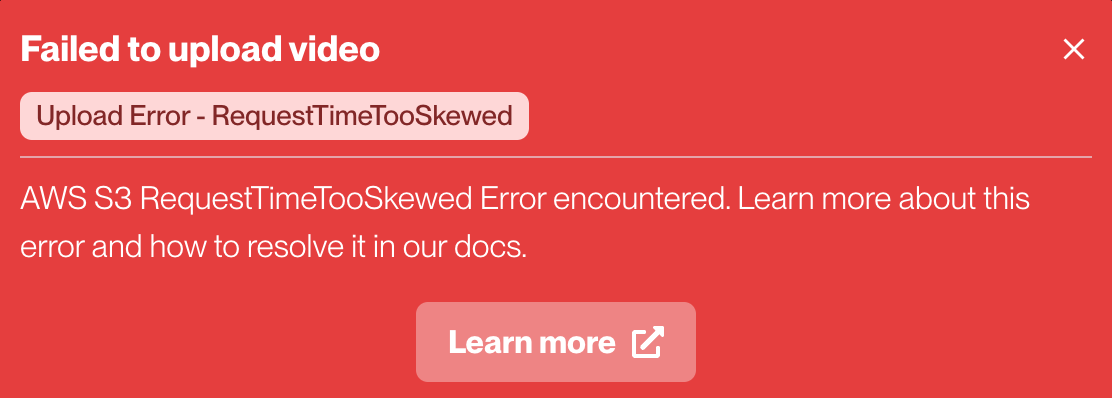 Failed to upload video
Upload Error - RequestTimeTooSkewed
AWS S3 RequestTimeTooSkewed Error encountered. Learn more about this
error and how to resolve it in our docs.
Learn more